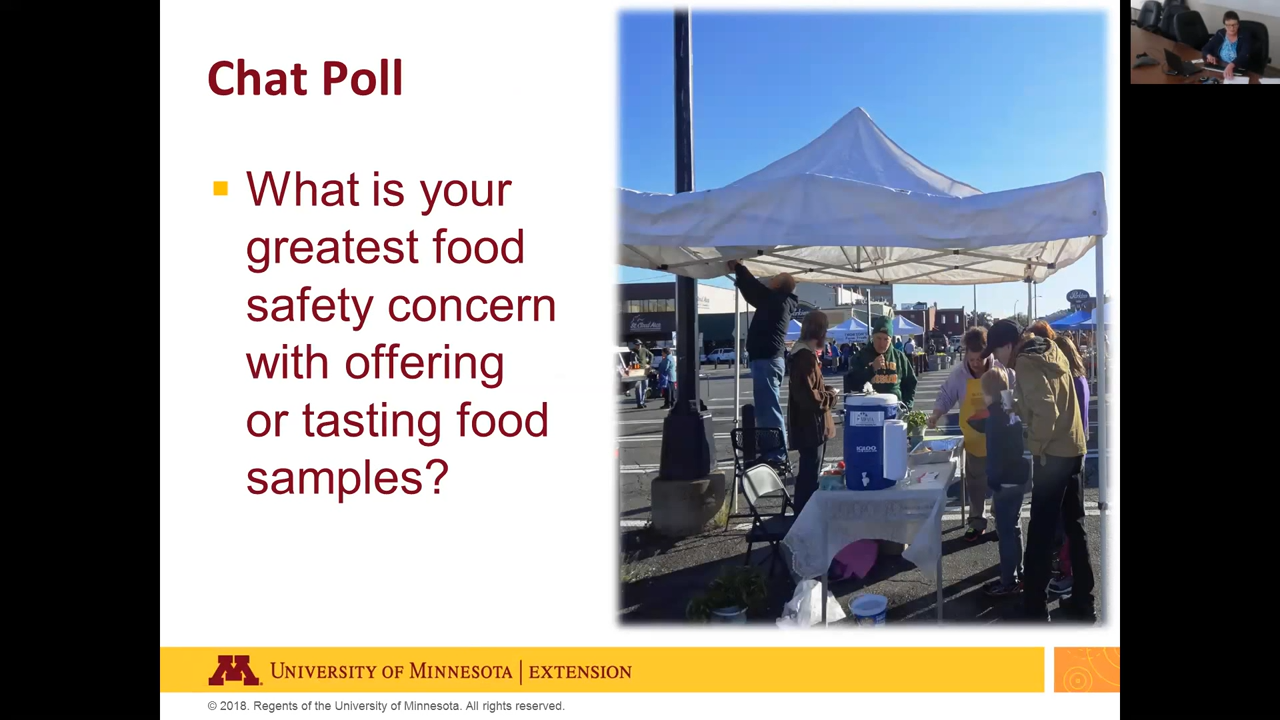 Chat Poll
▪ What is your
greatest food
safety concern
with offering
or tasting food
samples?
IGLOO
UNIVERSITY OF MINNESOTA | EXTENSION
© 2018. Regents of the University of Minnesota. All rights reserved.